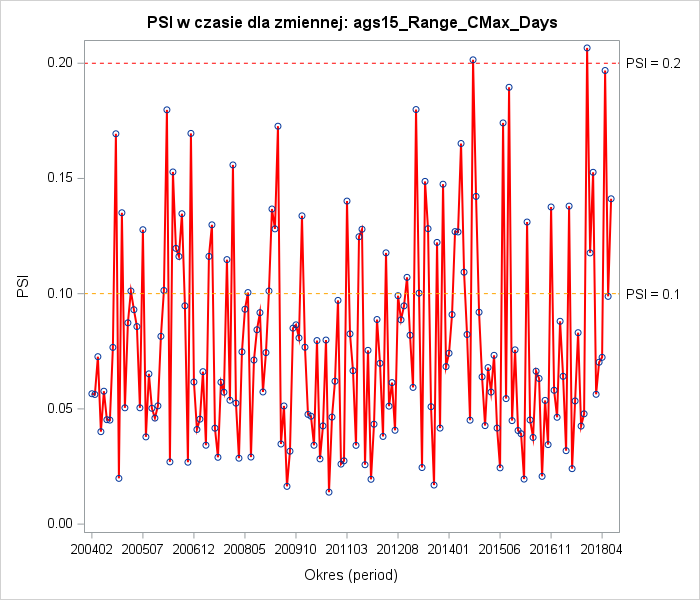 PSI w czasie dla zmiennej: ags15_Range_CMax_Days
0.20
PSI = 0.2
0.15
PSI
0.10
PSI = 0.1
0.05
0.00
200402 200507 200612 200805 200910 201103 201208 201401 201506 201611 201804
Okres (period)